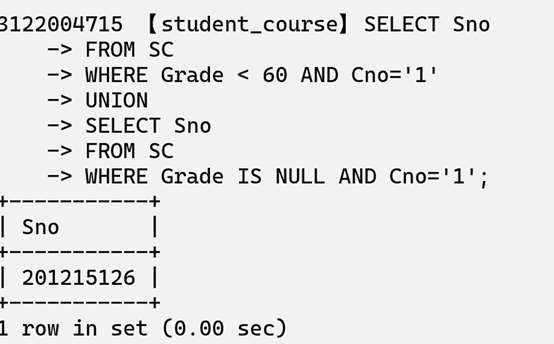 3122004715 【student_course】SELECT Sno
    -> FROM SC
    -> WHERE Grade < 60 AND Cno='1'
    -> UNION
    -> SELECT Sno
    -> FROM SC
    -> WHERE Grade IS NULL AND Cno='1';
+-----------+
| Sno       |
+-----------+
| 201215126 |
+-----------+
1 row in set (0.00 sec)